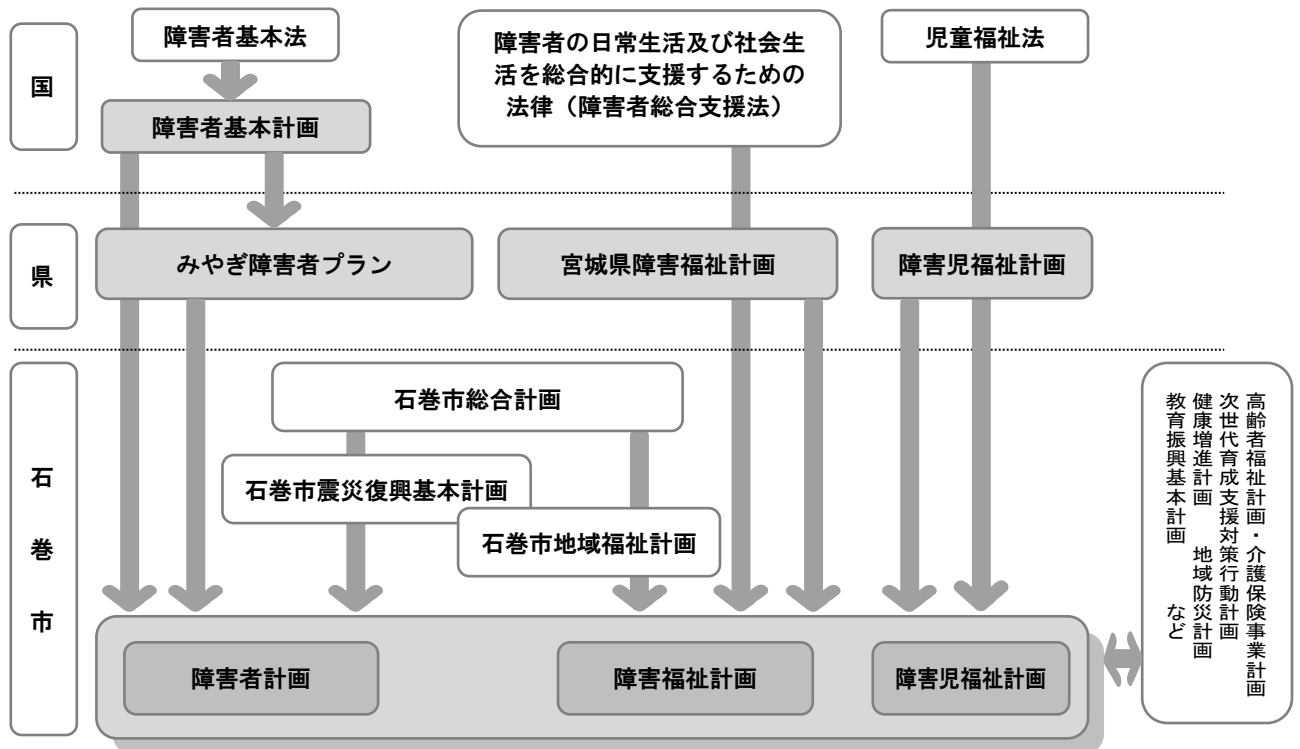 国
障害者基本法
障害者の日常生活及び社会生
活を総合的に支援するための
法律（障害者総合支援法）
児童福祉法
障害者基本計画
県
みやぎ障害者プラン
宮城県障害福祉計画
障害児福祉計画
石巻市
石巻市総合計画
石巻市震災復興基本計画
石巻市地域福祉計画
高齢者福祉計画・介護保険事業計画
次世代育成支援対策行動計画
健康増進計画 地域防災計画
教育振興基本計画 など
障害者計画
障害福祉計画
障害児福祉計画